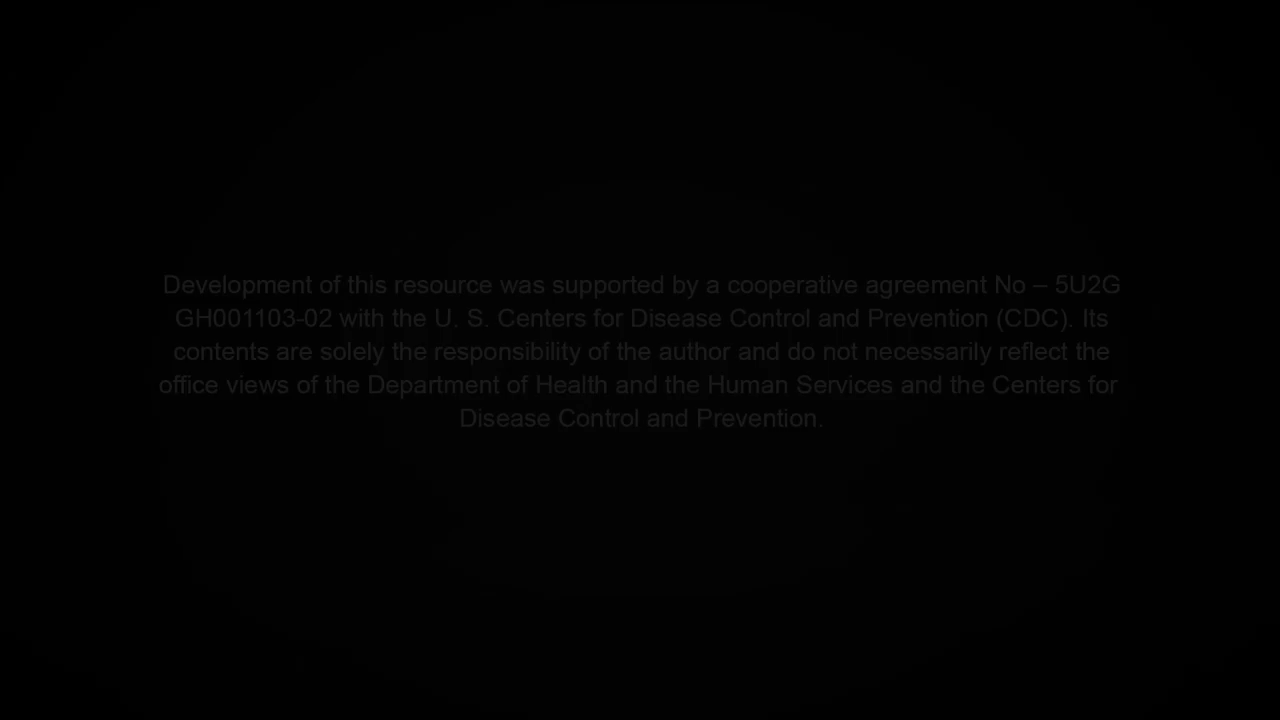 Development of this resource was supported by a cooperative agreement No – 5U2G
GH001103-02 with the U. S. Centers for Disease Control and Prevention (CDC). Its
contents are solely the responsibility of the author and do not necessarily reflect the
office views of the Department of Health and the Human Services and the Centers for
Disease Control and Prevention.